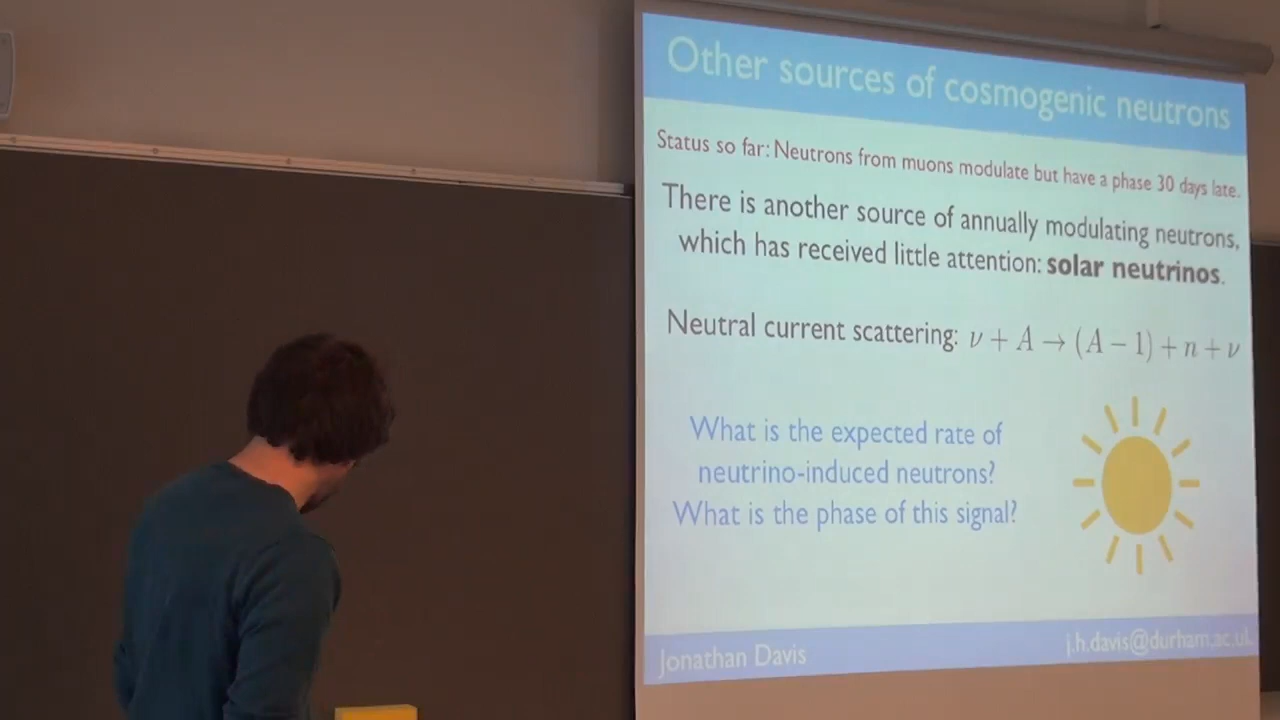 Other sources of cosmogenic neutrons
Status so far: Neutrons from muons modulate but have a phase 30 days late.
There is another source of annually modulating neutrons,
which has received little attention: solar neutrinos.
Neutral current scattering: ν + A → (A − 1) + n + ν
What is the expected rate of
neutrino-induced neutrons?
What is the phase of this signal?
Jonathan Davis
j.h.davis@durham.ac.uk